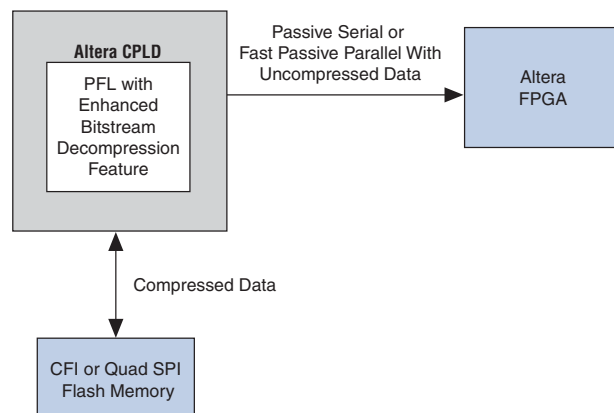 Altera CPLD
PFL with
Enhanced
Bitstream
Decompression
Feature
Passive Serial or
Fast Passive Parallel With
Uncompressed Data
Altera
FPGA
Compressed Data
CFI or Quad SPI
Flash Memory